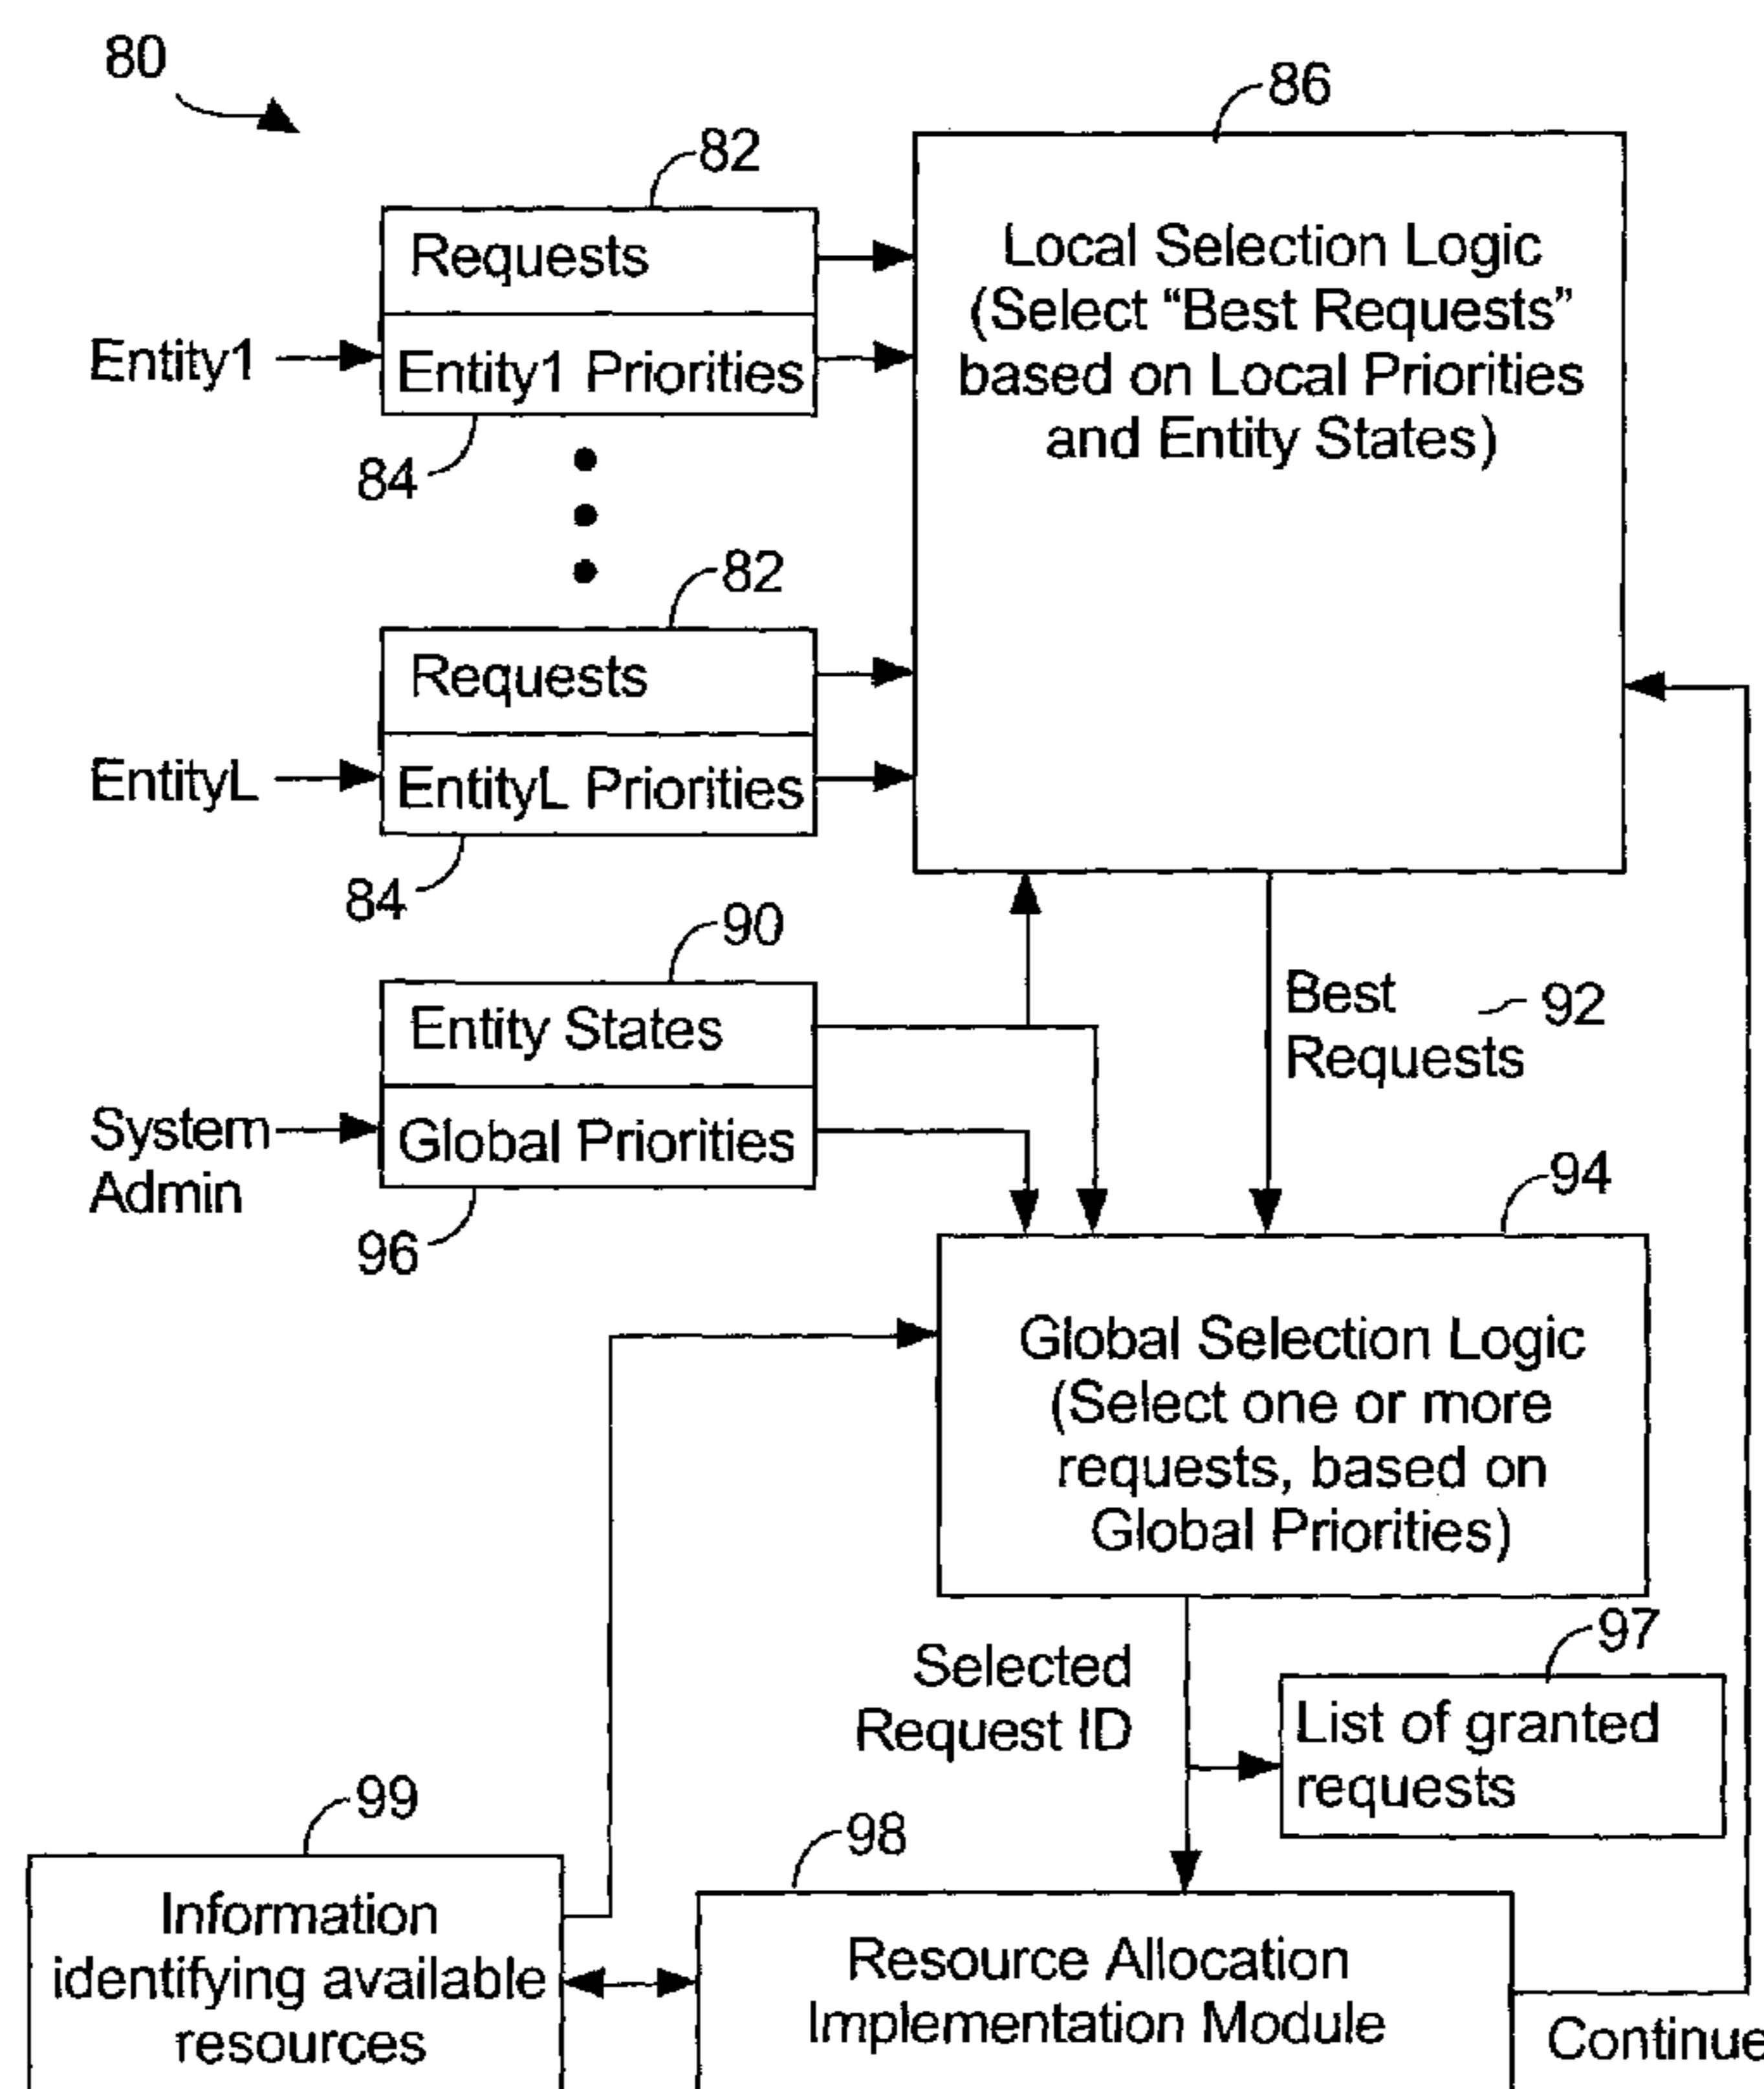 80
86
82
Requests
Entity1
Entity1 Priorities
84
Local Selection Logic
(Select “Best Requests”
based on Local Priorities
and Entity States)
82
Requests
EntityL
EntityL Priorities
84
90
Entity States
System
Admin
Global Priorities
96
Best
Requests
92
94
Global Selection Logic
(Select one or more
requests, based on
Global Priorities)
Selected
Request ID
97
List of granted
requests
99
Information
identifying available
resources
98
Resource Allocation
Implementation Module
Continue